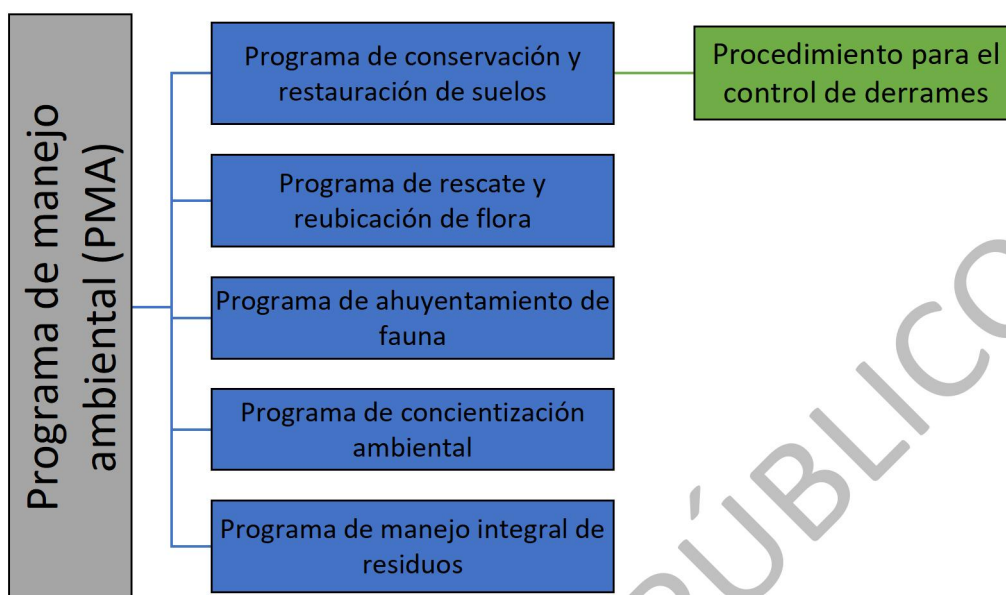 Programa de manejo
ambiental (PMA)
Programa de conservación y
restauración de suelos
Procedimiento para el
control de derrames
Programa de rescate y
reubicación de flora
Programa de ahuyentamiento de
fauna
Programa de concientización
ambiental
Programa de manejo integral de
residuos
PÚBLICO